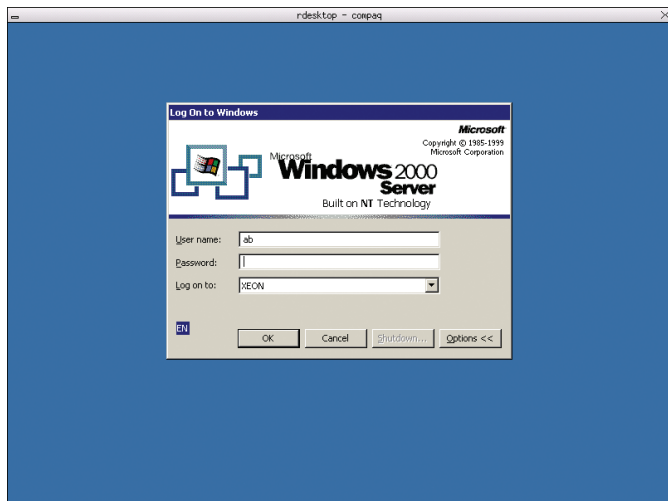 rdesktop - compaq
Log On to Windows
Microsoft
Copyright © 1985-1999
Microsoft Corporation
Microsoft
Windows 2000
Server
Built on NT Technology
User name: ab
Password:
Log on to: XEON
EN
OK Cancel Shutdown... Options <<